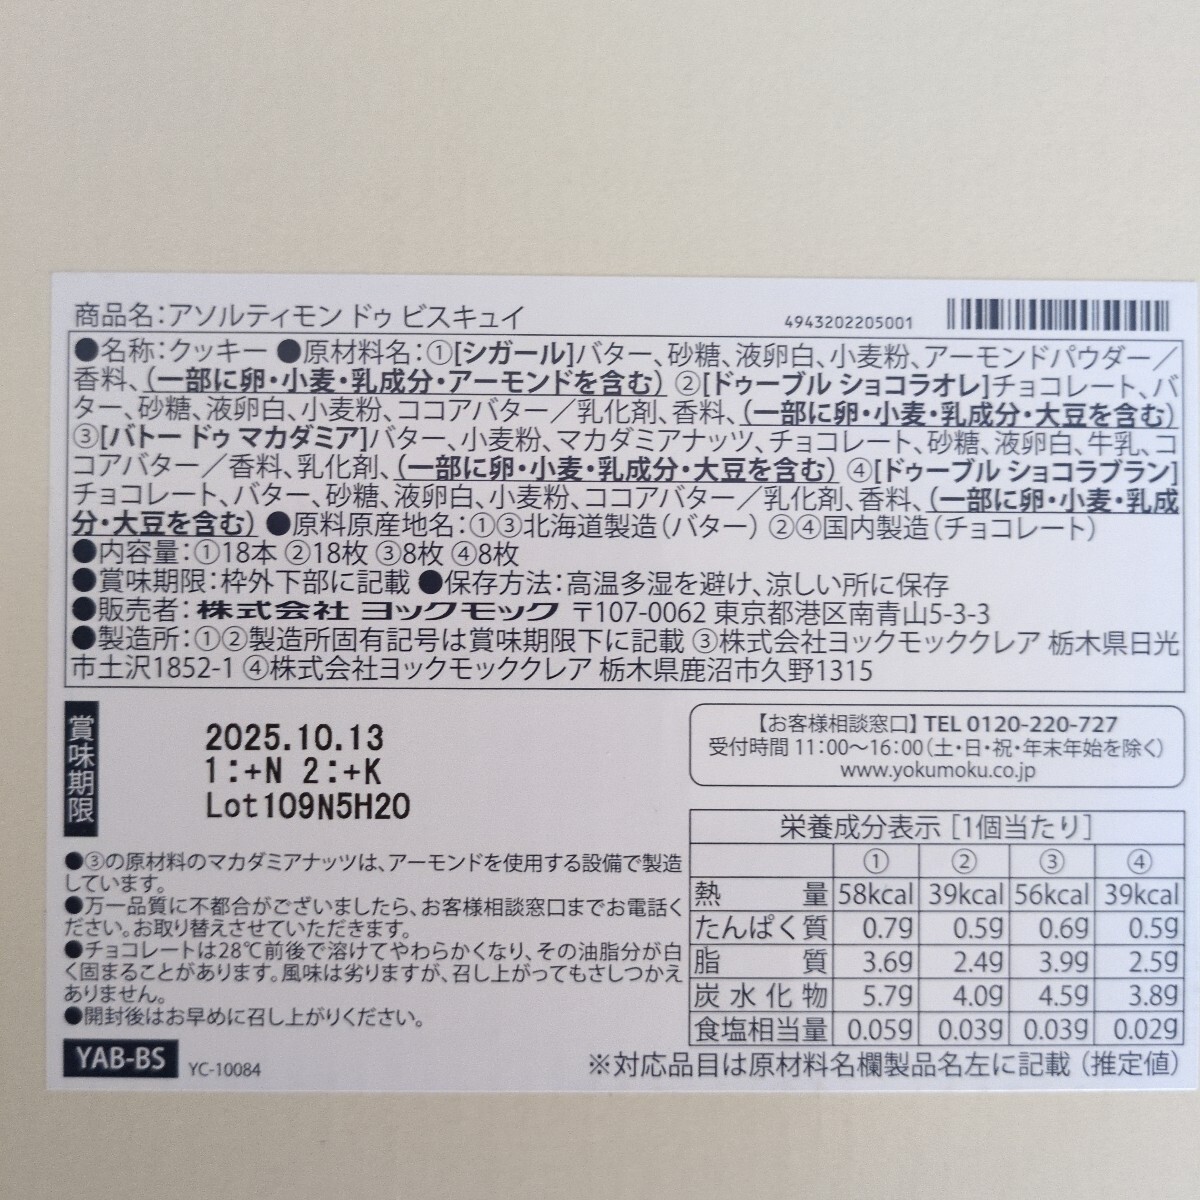 商品名:アソルティモン ドゥ ビスキュイ
4943202205001
●名称:クッキー ●原材料名:①[シガール]バター、砂糖、液卵白、小麦粉、アーモンドパウダー／
香料、(一部に卵・小麦・乳成分・アーモンドを含む) ②[ドゥーブル ショコラオレ]チョコレート、バ
ター、砂糖、液卵白、小麦粉、ココアバター／乳化剤、香料、(一部に卵・小麦・乳成分・大豆を含む)
③[バトー ドゥ マカダミア]バター、小麦粉、マカダミアナッツ、チョコレート、砂糖、液卵白、牛乳、コ
コアバター／香料、乳化剤、(一部に卵・小麦・乳成分・大豆を含む) ④[ドゥーブル ショコラブラン]
チョコレート、バター、砂糖、液卵白、小麦粉、ココアバター／乳化剤、香料、(一部に卵・小麦・乳成
分・大豆を含む) ●原料原産地名:①③北海道製造(バター) ②④国内製造(チョコレート)
●内容量:①18本 ②18枚 ③8枚 ④8枚
●賞味期限:枠外下部に記載 ●保存方法:高温多湿を避け、涼しい所に保存
●販売者:株式会社 ヨックモック 〒107-0062 東京都港区南青山5-3-3
●製造所:①②製造所固有記号は賞味期限下に記載 ③株式会社ヨックモッククレア 栃木県日光
市土沢1852-1 ④株式会社ヨックモッククレア 栃木県鹿沼市久野1315
賞味期限
2025.10.13
1:+N 2:+K
Lot109N5H20
【お客様相談窓口】TEL 0120-220-727
受付時間 11:00〜16:00(土・日・祝・年末年始を除く)
www.yokumoku.co.jp
●③の原材料のマカダミアナッツは、アーモンドを使用する設備で製造
しています。
●万一品質に不都合がございましたら、お客様相談窓口までお電話く
ださい。お取り替えさせていただきます。
●チョコレートは28℃前後で溶けてやわらかくなり、その油脂分が白
く固まることがあります。風味は劣りますが、召し上がってもさしつかえ
ありません。
●開封後はお早めに召し上がりください。
YAB-BS YC-10084
栄養成分表示 [1個当たり]
① ② ③ ④
熱量 58kcal 39kcal 56kcal 39kcal
たんぱく質 0.7g 0.5g 0.6g 0.5g
脂質 3.6g 2.4g 3.9g 2.5g
炭水化物 5.7g 4.0g 4.5g 3.8g
食塩相当量 0.05g 0.03g 0.03g 0.02g
※対応品目は原材料名欄製品名左に記載(推定値)